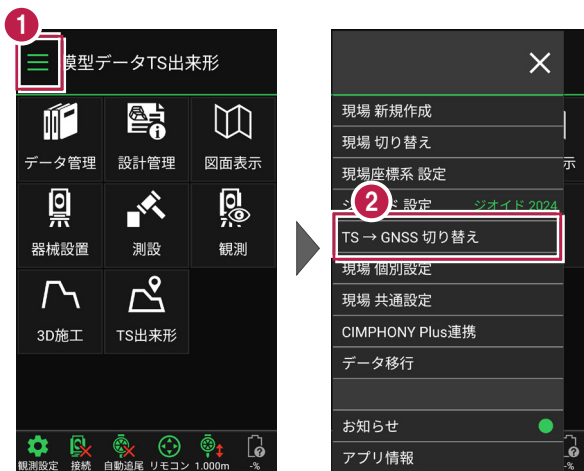 1
模型データTS出来形
データ管理
設計管理
図面表示
器械設置
測設
観測
3D施工
TS出来形
観測設定
接続
自動追尾
リモコン
1.000m
-%
現場 新規作成
現場 切り替え
現場座標系 設定
設定
ジオイド 2024
2
TS → GNSS 切り替え
現場 個別設定
現場 共通設定
CIMPHONY Plus連携
データ移行
お知らせ
アプリ情報
示
-%